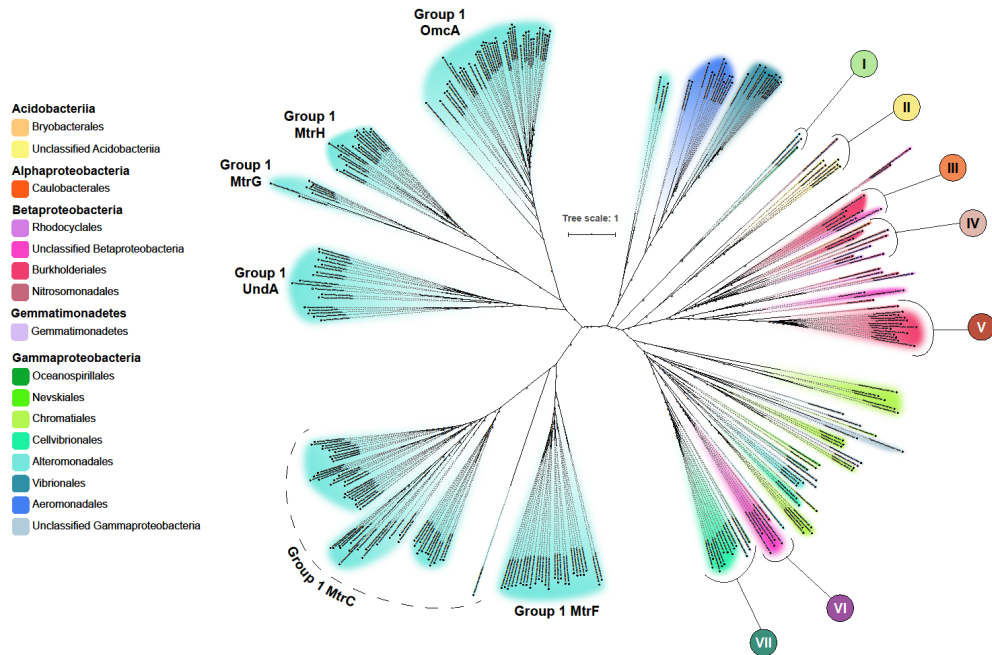 Acidobacteriia
Bryobacterales
Unclassified Acidobacteriia
Alphaproteobacteria
Caulobacterales
Betaproteobacteria
Rhodocyclales
Unclassified Betaproteobacteria
Burkholderiales
Nitrosomonadales
Gemmatimonadetes
Gemmatimonadetes
Gammaproteobacteria
Oceanospirillales
Nevskiales
Chromatiales
Cellvibrionales
Alteromonadales
Vibrionales
Aeromonadales
Unclassified Gammaproteobacteria
Group 1
OmcA
Group 1
MtrH
Group 1
MtrG
Group 1
UndA
Group 1 MtrC
Group 1 MtrF
Tree scale: 1
I
II
III
IV
V
VI
VII